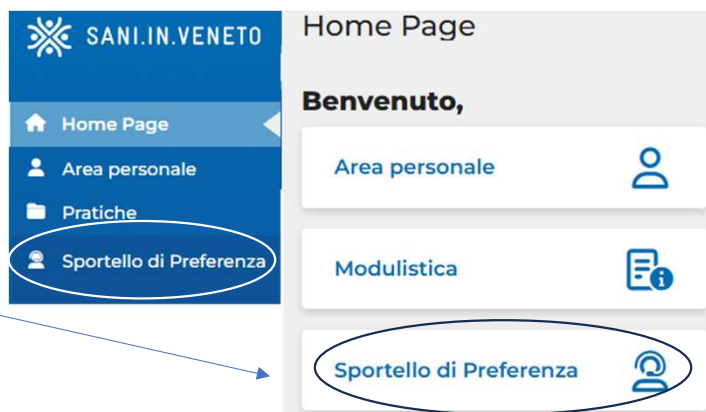 SANI.IN.VENETO
Home Page
Area personale
Pratiche
Sportello di Preferenza
Home Page
Benvenuto,
Area personale
Modulistica
Sportello di Preferenza